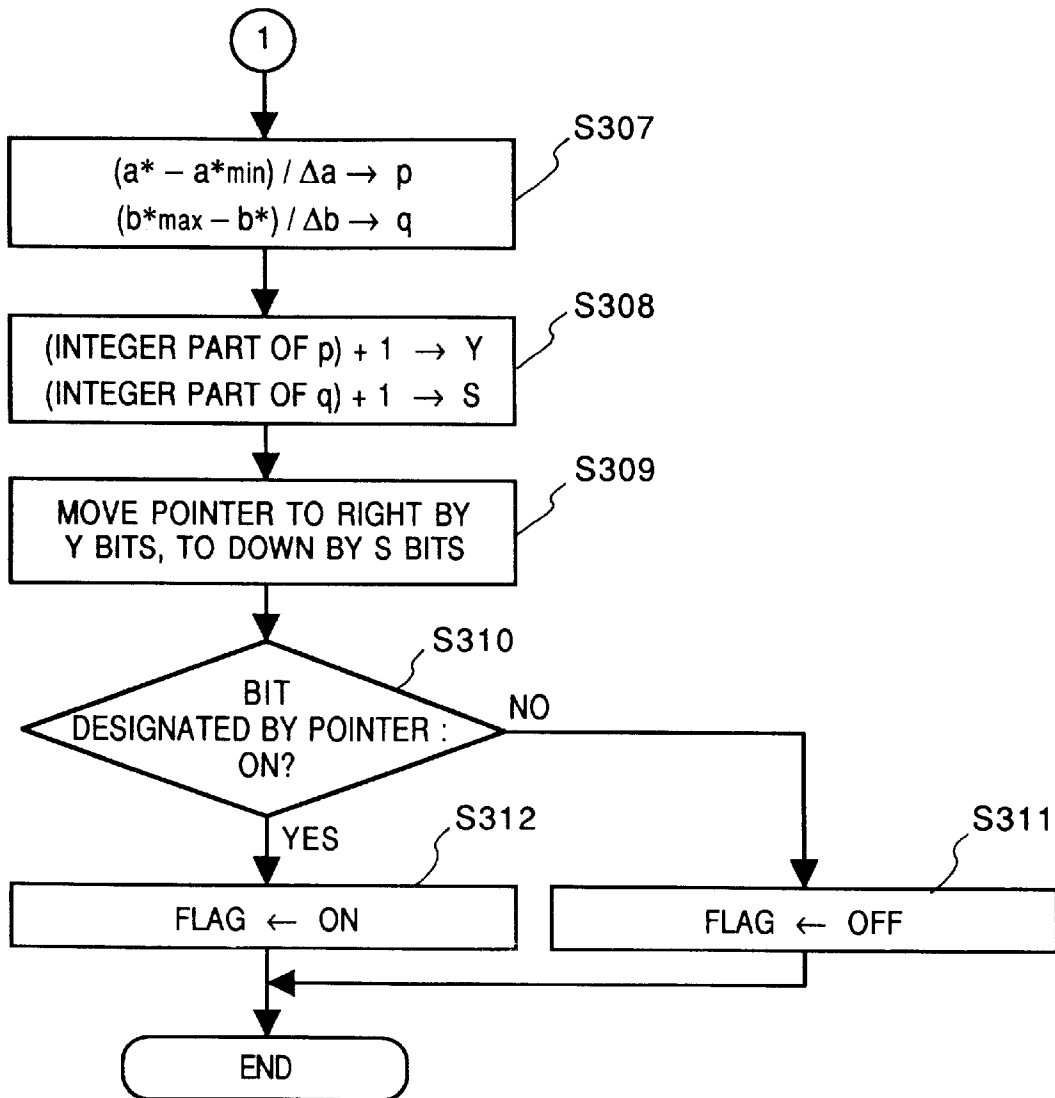 1
S307
(a* – a*min) / Δa → p
(b*max – b*) / Δb → q
S308
(INTEGER PART OF p) + 1 → Y
(INTEGER PART OF q) + 1 → S
S309
MOVE POINTER TO RIGHT BY
Y BITS, TO DOWN BY S BITS
S310
BIT
DESIGNATED BY POINTER :
ON?
NO
YES
S312
S311
FLAG ← ON
FLAG ← OFF
END